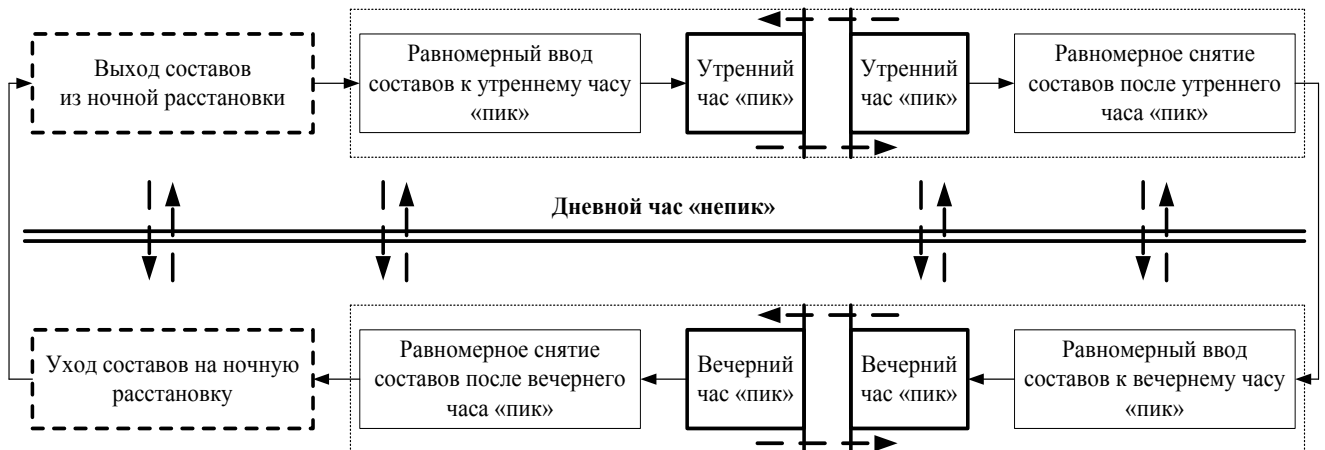 Выход составов
из ночной расстановки
Равномерный ввод
составов к утреннему часу
«пик»
Утренний
час «пик»
Утренний
час «пик»
Равномерное снятие
составов после утреннего
часа «пик»
Дневной час «непик»
Уход составов на ночную
расстановку
Равномерное снятие
составов после вечернего
часа «пик»
Вечерний
час «пик»
Вечерний
час «пик»
Равномерный ввод
составов к вечернему часу
«пик»